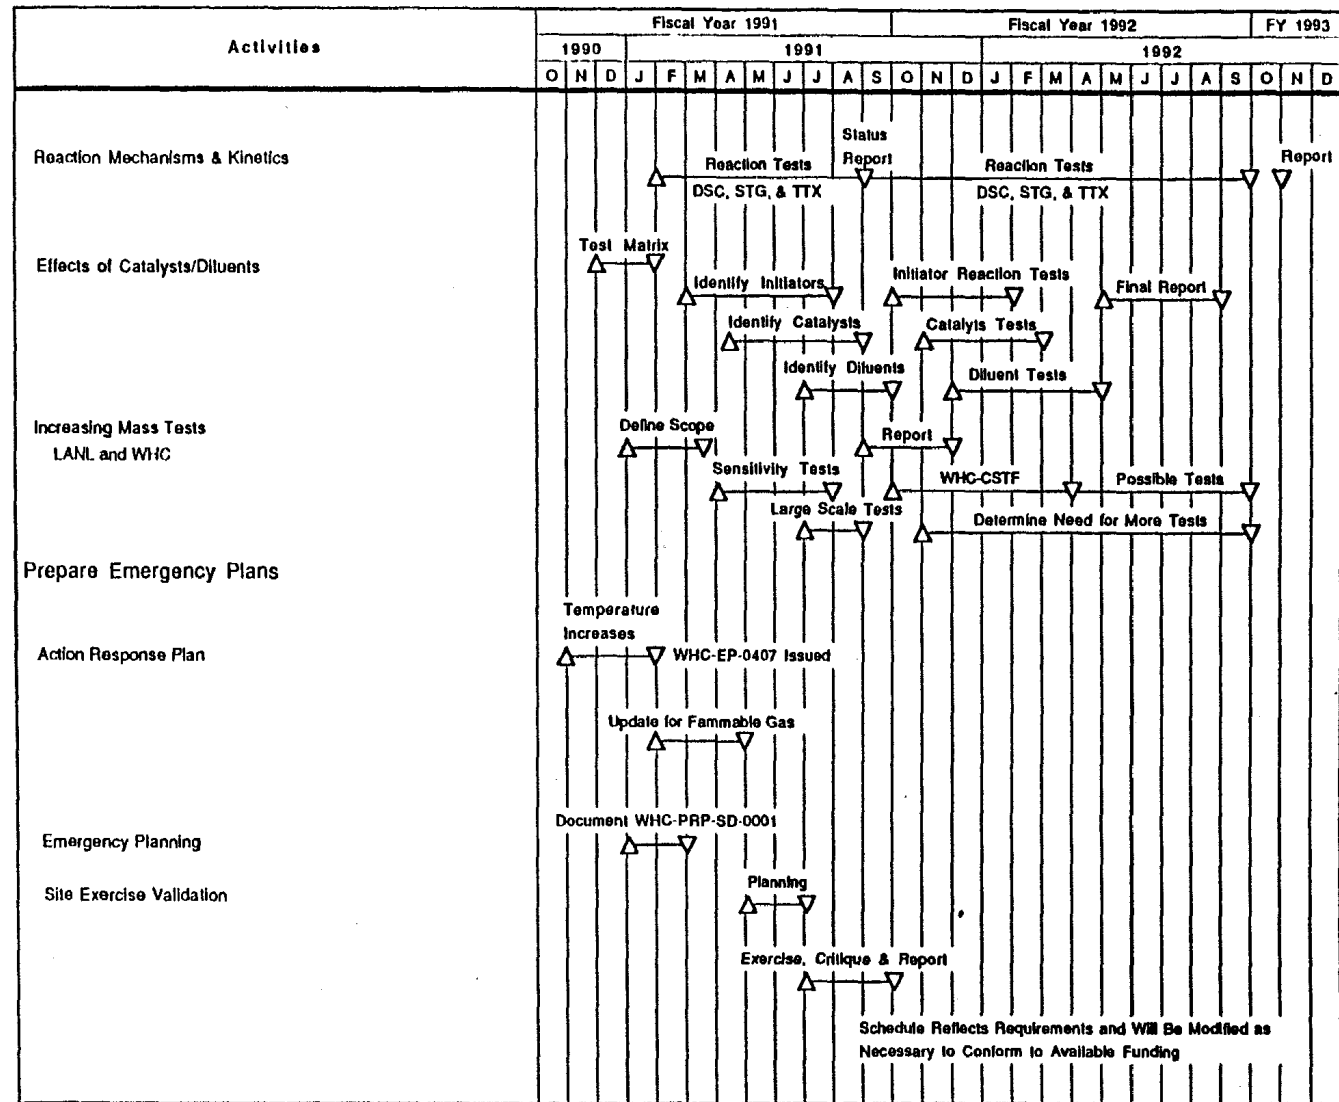 Activities
Fiscal Year 1991
Fiscal Year 1992
FY 1993
1990
1991
1992
O N D J F M A M J J A S O N D J F M A M J J A S O N D
Reaction Mechanisms & Kinetics
Reaction Tests
DSC, STG, & TTX
Status
Report
Reaction Tests
DSC, STG, & TTX
Report
Effects of Catalysts/Diluents
Test Matrix
Identify Initiators
Initiator Reaction Tests
Final Report
Identify Catalysts
Catalyts Tests
Identify Diluents
Diluent Tests
Increasing Mass Tests
LANL and WHC
Define Scope
Report
Sensitivity Tests
WHC-CSTF
Possible Tests
Large Scale Tests
Determine Need for More Tests
Prepare Emergency Plans
Temperature
Increases
Action Response Plan
WHC-EP-0407 Issued
Update for Fammable Gas
Document WHC-PRP-SD-0001
Emergency Planning
Planning
Site Exercise Validation
Exercise, Critique & Report
Schedule Reflects Requirements and Will Be Modified as
Necessary to Conform to Available Funding